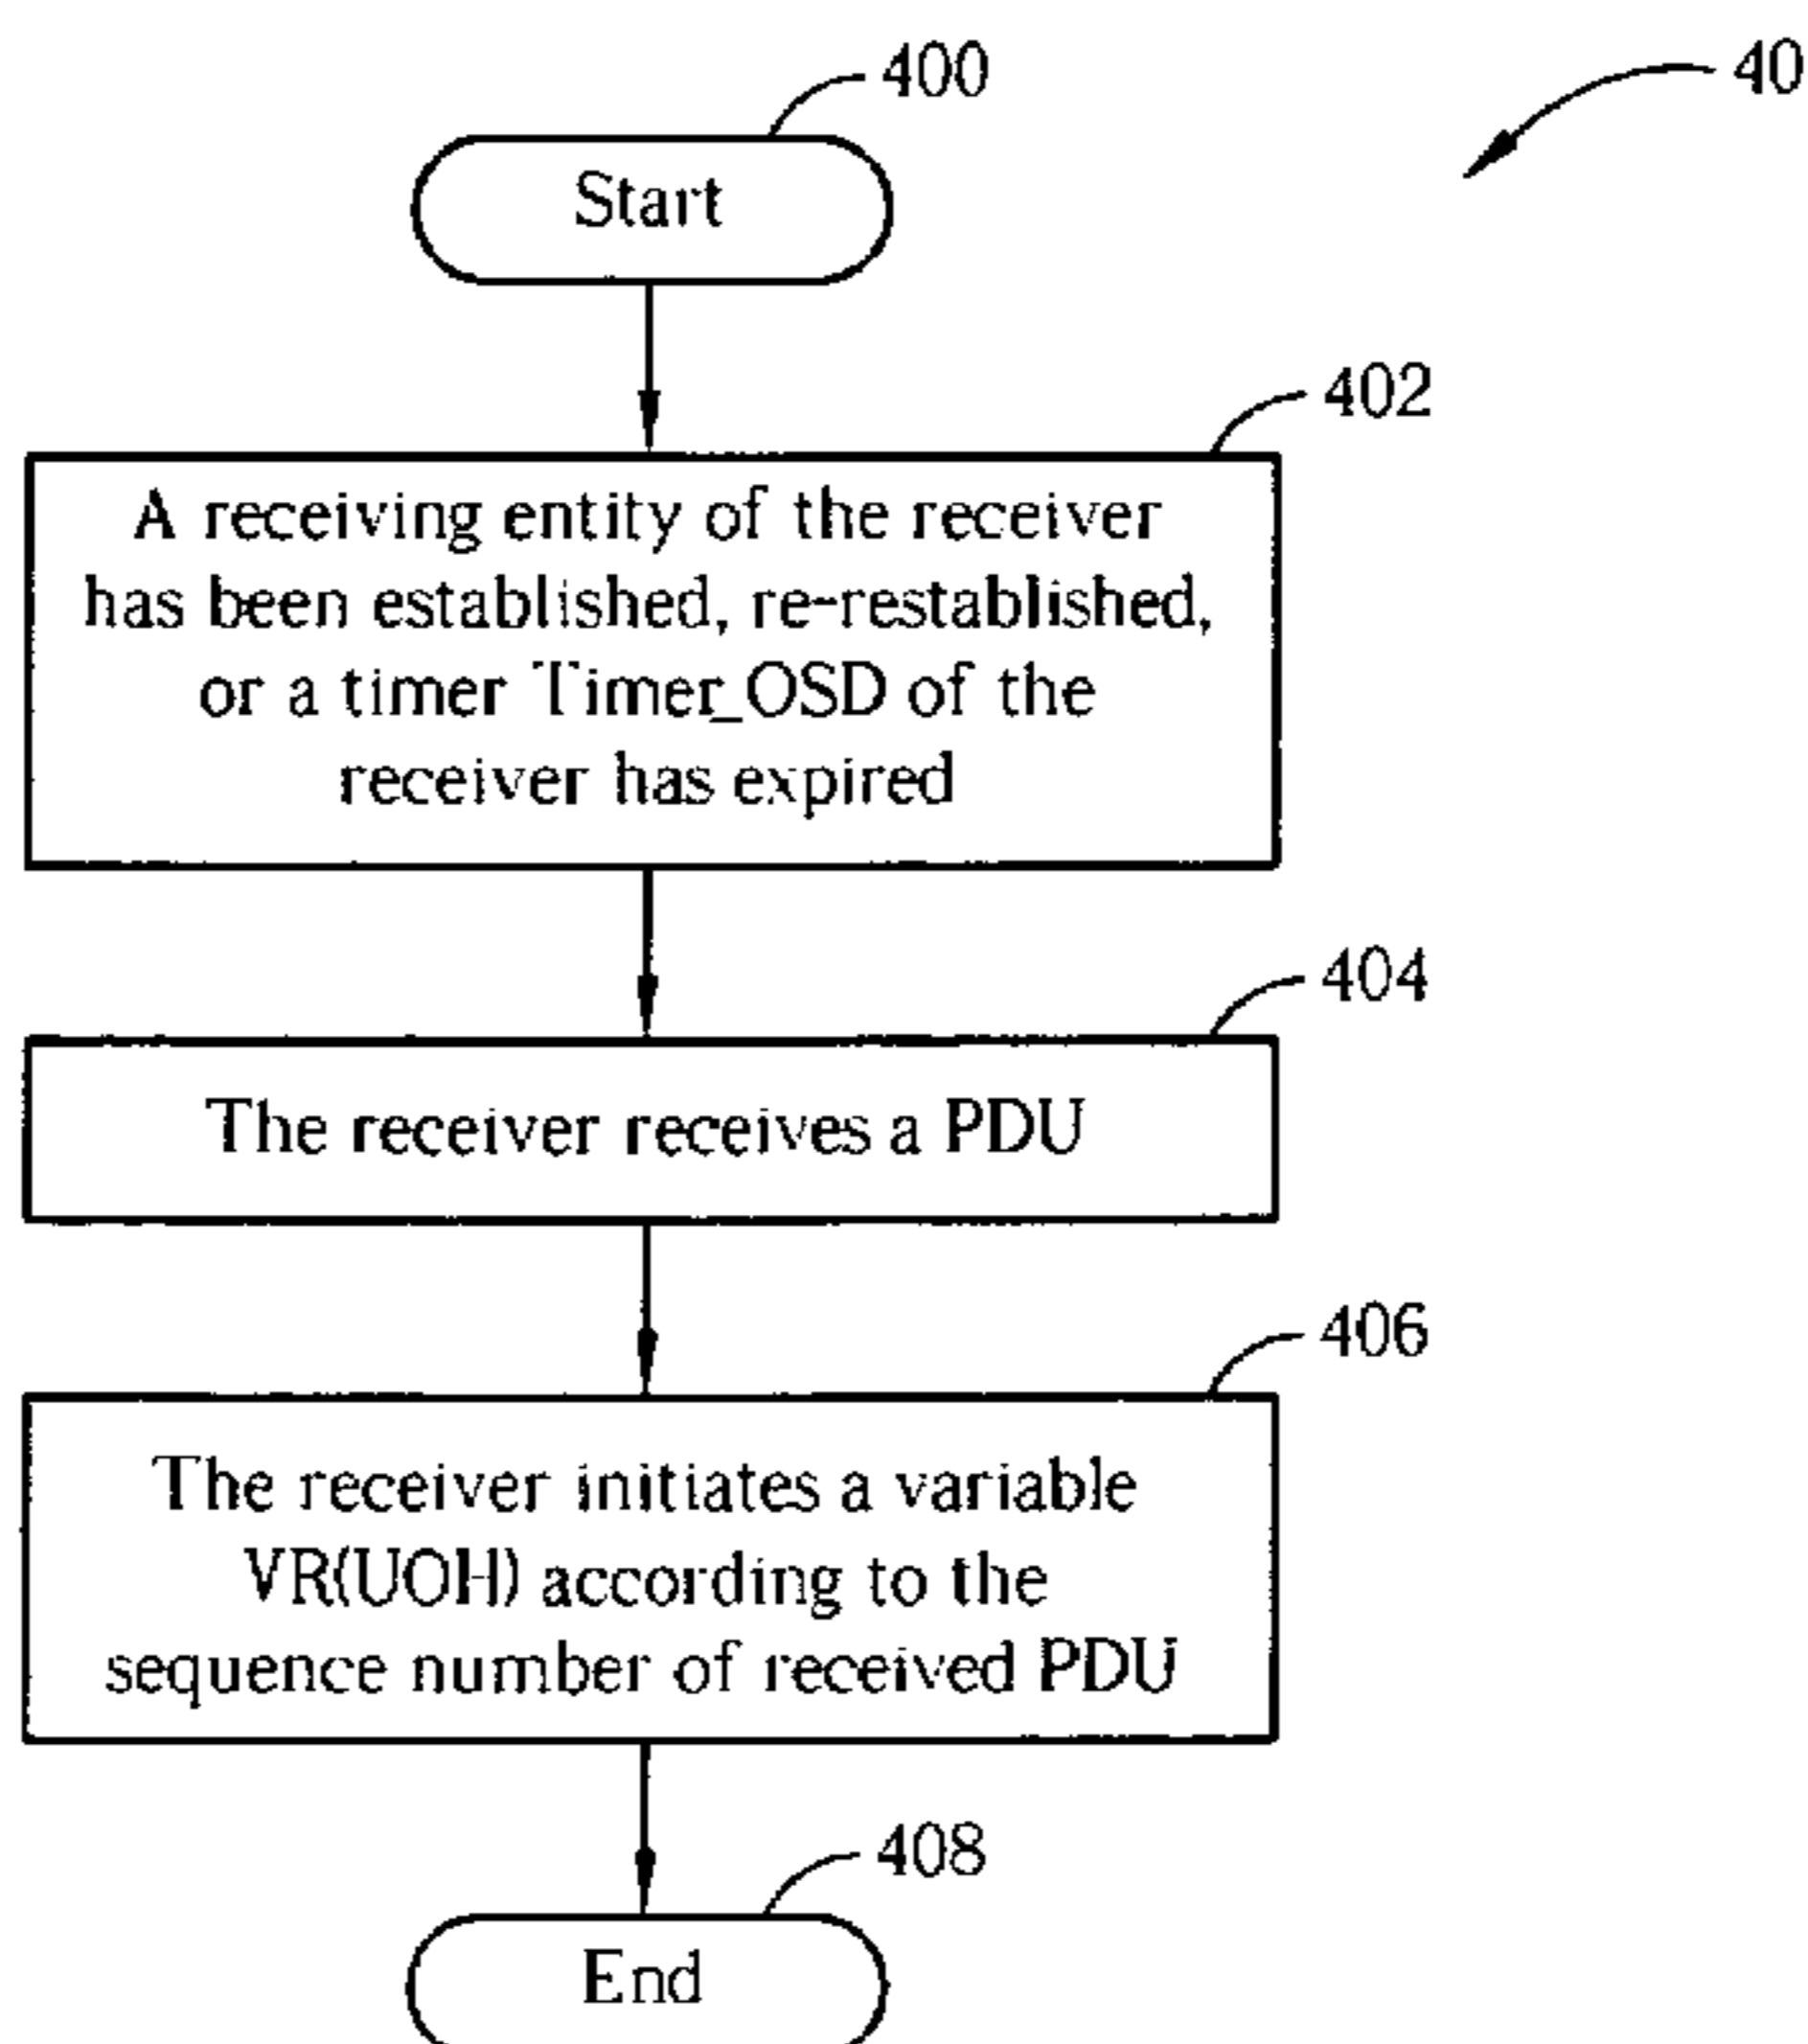 400
40
Start
402
A receiving entity of the receiver
has been established, re-restablished,
or a timer Timer_OSD of the
receiver has expired
404
The receiver receives a PDU
406
The receiver initiates a variable
VR(UOH) according to the
sequence number of received PDU
408
End